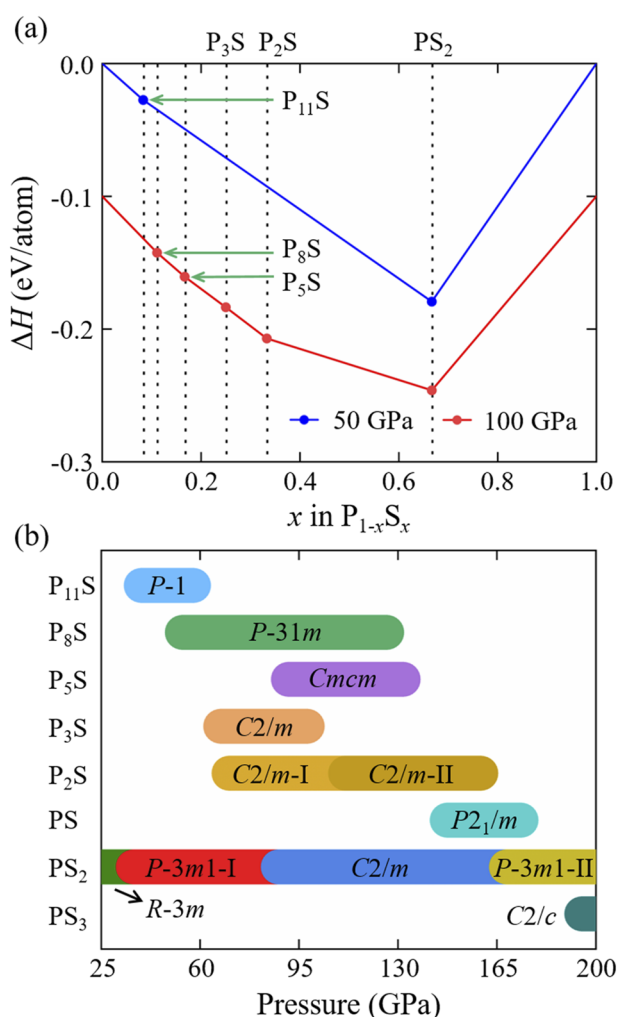 (a)
P₃S P₂S PS₂
0.0
P₁₁S
-0.1
P₈S
P₅S
ΔH (eV/atom)
-0.2
50 GPa 100 GPa
-0.3
0.0 0.2 0.4 0.6 0.8 1.0
x in P₁₋ₓSₓ
(b)
P₁₁S P-1
P₈S P-31m
P₅S Cmcm
P₃S C2/m
P₂S C2/m-I C2/m-II
PS P2₁/m
PS₂ P-3m1-I C2/m P-3m1-II
R-3m
PS₃ C2/c
25 60 95 130 165 200
Pressure (GPa)